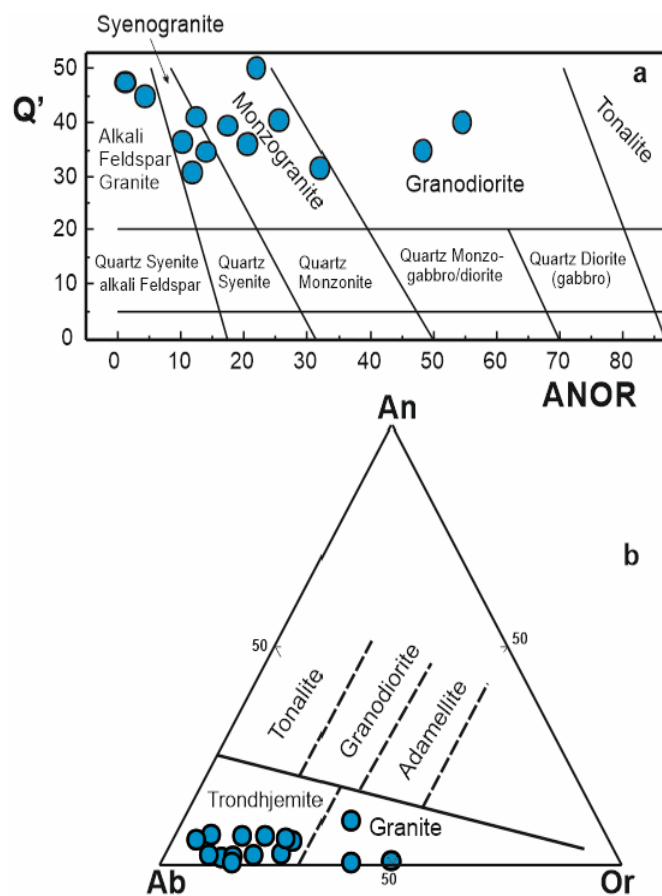 Syenogranite
a
50
Q'
40
30
20
10
0
Alkali
Feldspar
Granite
Monzogranite
Granodiorite
Tonalite
Quartz Syenite
alkali Feldspar
Quartz
Syenite
Quartz
Monzonite
Quartz Monzo-
gabbro/diorite
Quartz Diorite
(gabbro)
0 10 20 30 40 50 60 70 80
ANOR
An
b
50
50
Tonalite
Granodiorite
Adamellite
Trondhjemite
Granite
50
Ab
Or